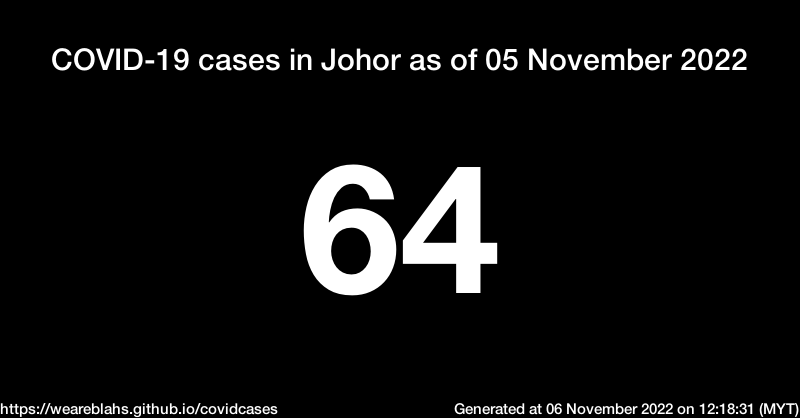 COVID-19 cases in Johor as of 05 November 2022
64
https://weareblahs.github.io/covidcases
Generated at 06 November 2022 on 12:18:31 (MYT)